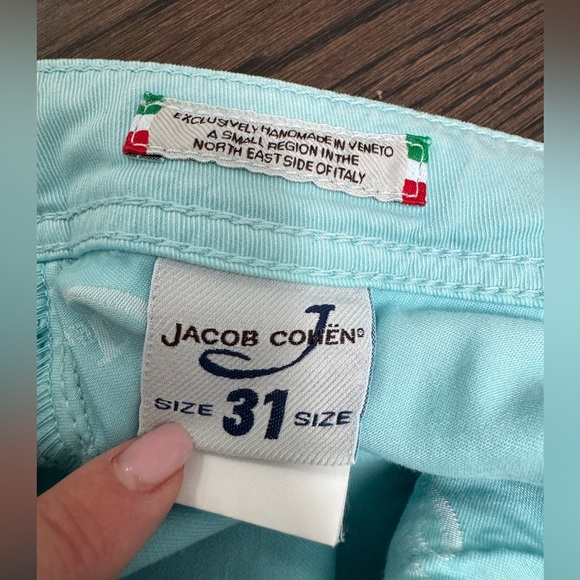 EXCLUSIVELY HANDMADE IN VENETO
A SMALL REGION IN THE
NORTH EAST SIDE OF ITALY
J
JACOB COHËN®
SIZE 31 SIZE